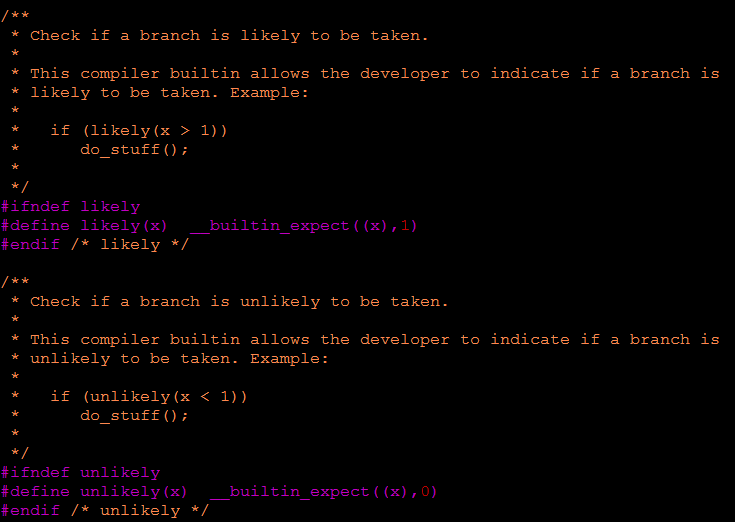 /**
 * Check if a branch is likely to be taken.
 *
 * This compiler builtin allows the developer to indicate if a branch is
 * likely to be taken. Example:
 *
 *   if (likely(x > 1))
 *      do_stuff();
 *
 */
#ifndef likely
#define likely(x)  __builtin_expect((x),1)
#endif /* likely */

/**
 * Check if a branch is unlikely to be taken.
 *
 * This compiler builtin allows the developer to indicate if a branch is
 * unlikely to be taken. Example:
 *
 *   if (unlikely(x < 1))
 *      do_stuff();
 *
 */
#ifndef unlikely
#define unlikely(x)  __builtin_expect((x),0)
#endif /* unlikely */